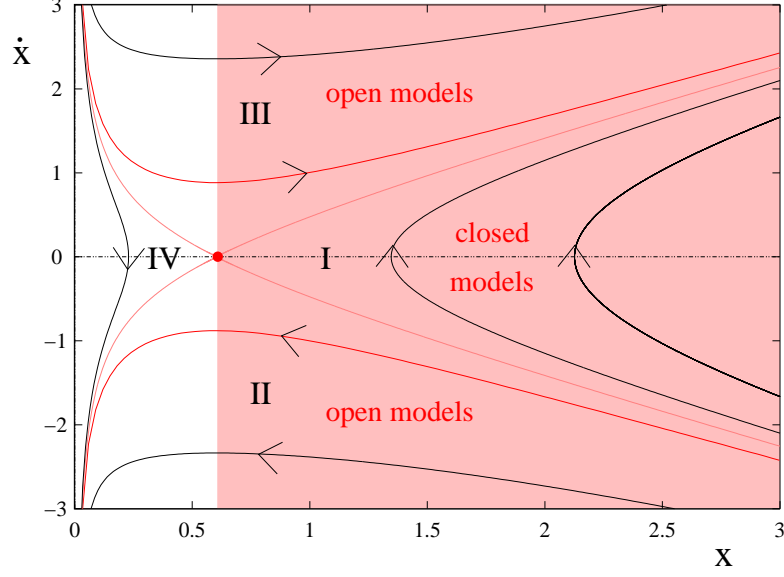 3
ẋ
2
III
open models
1
closed
0
IV
I
models
−1
II
open models
−2
−3
0
0.5
1
1.5
2
2.5
3
x